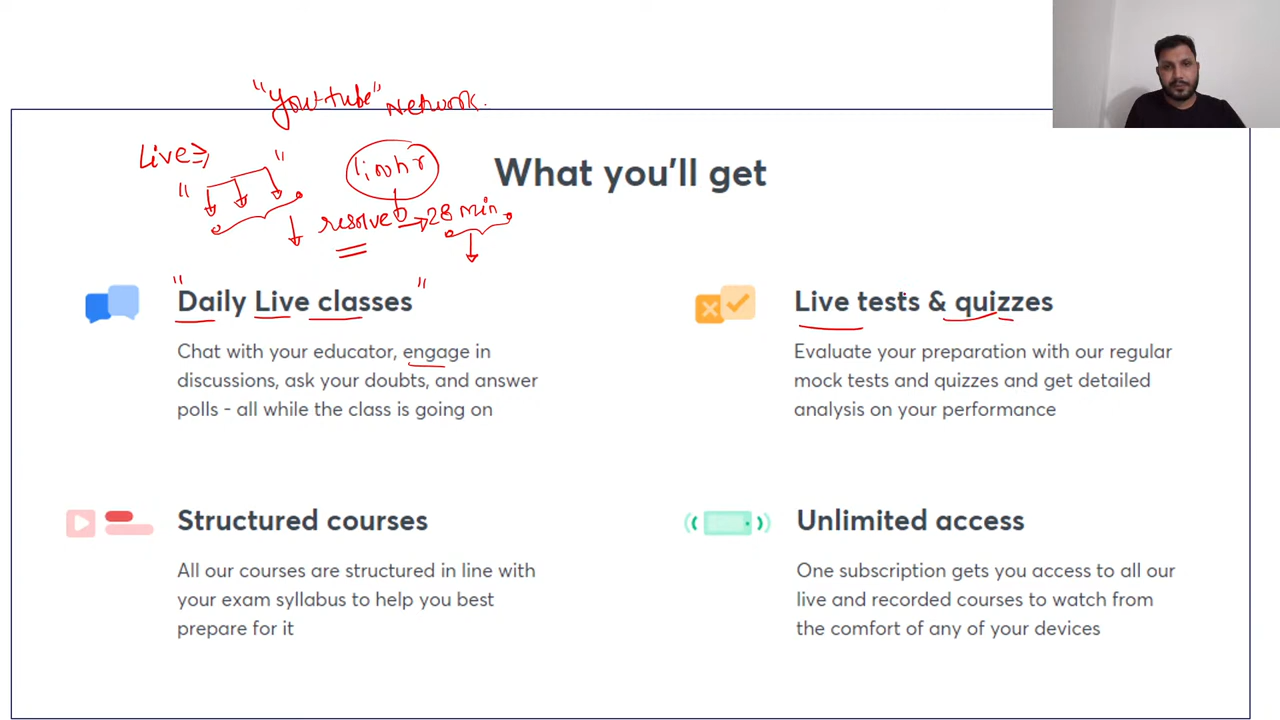 "You-tube" Network.
Live ⇒
" "
1:00hr
resolve → 28 min
What you'll get
"Daily Live classes"
Chat with your educator, engage in
discussions, ask your doubts, and answer
polls - all while the class is going on
Live tests & quizzes
Evaluate your preparation with our regular
mock tests and quizzes and get detailed
analysis on your performance
Structured courses
All our courses are structured in line with
your exam syllabus to help you best
prepare for it
Unlimited access
One subscription gets you access to all our
live and recorded courses to watch from
the comfort of any of your devices